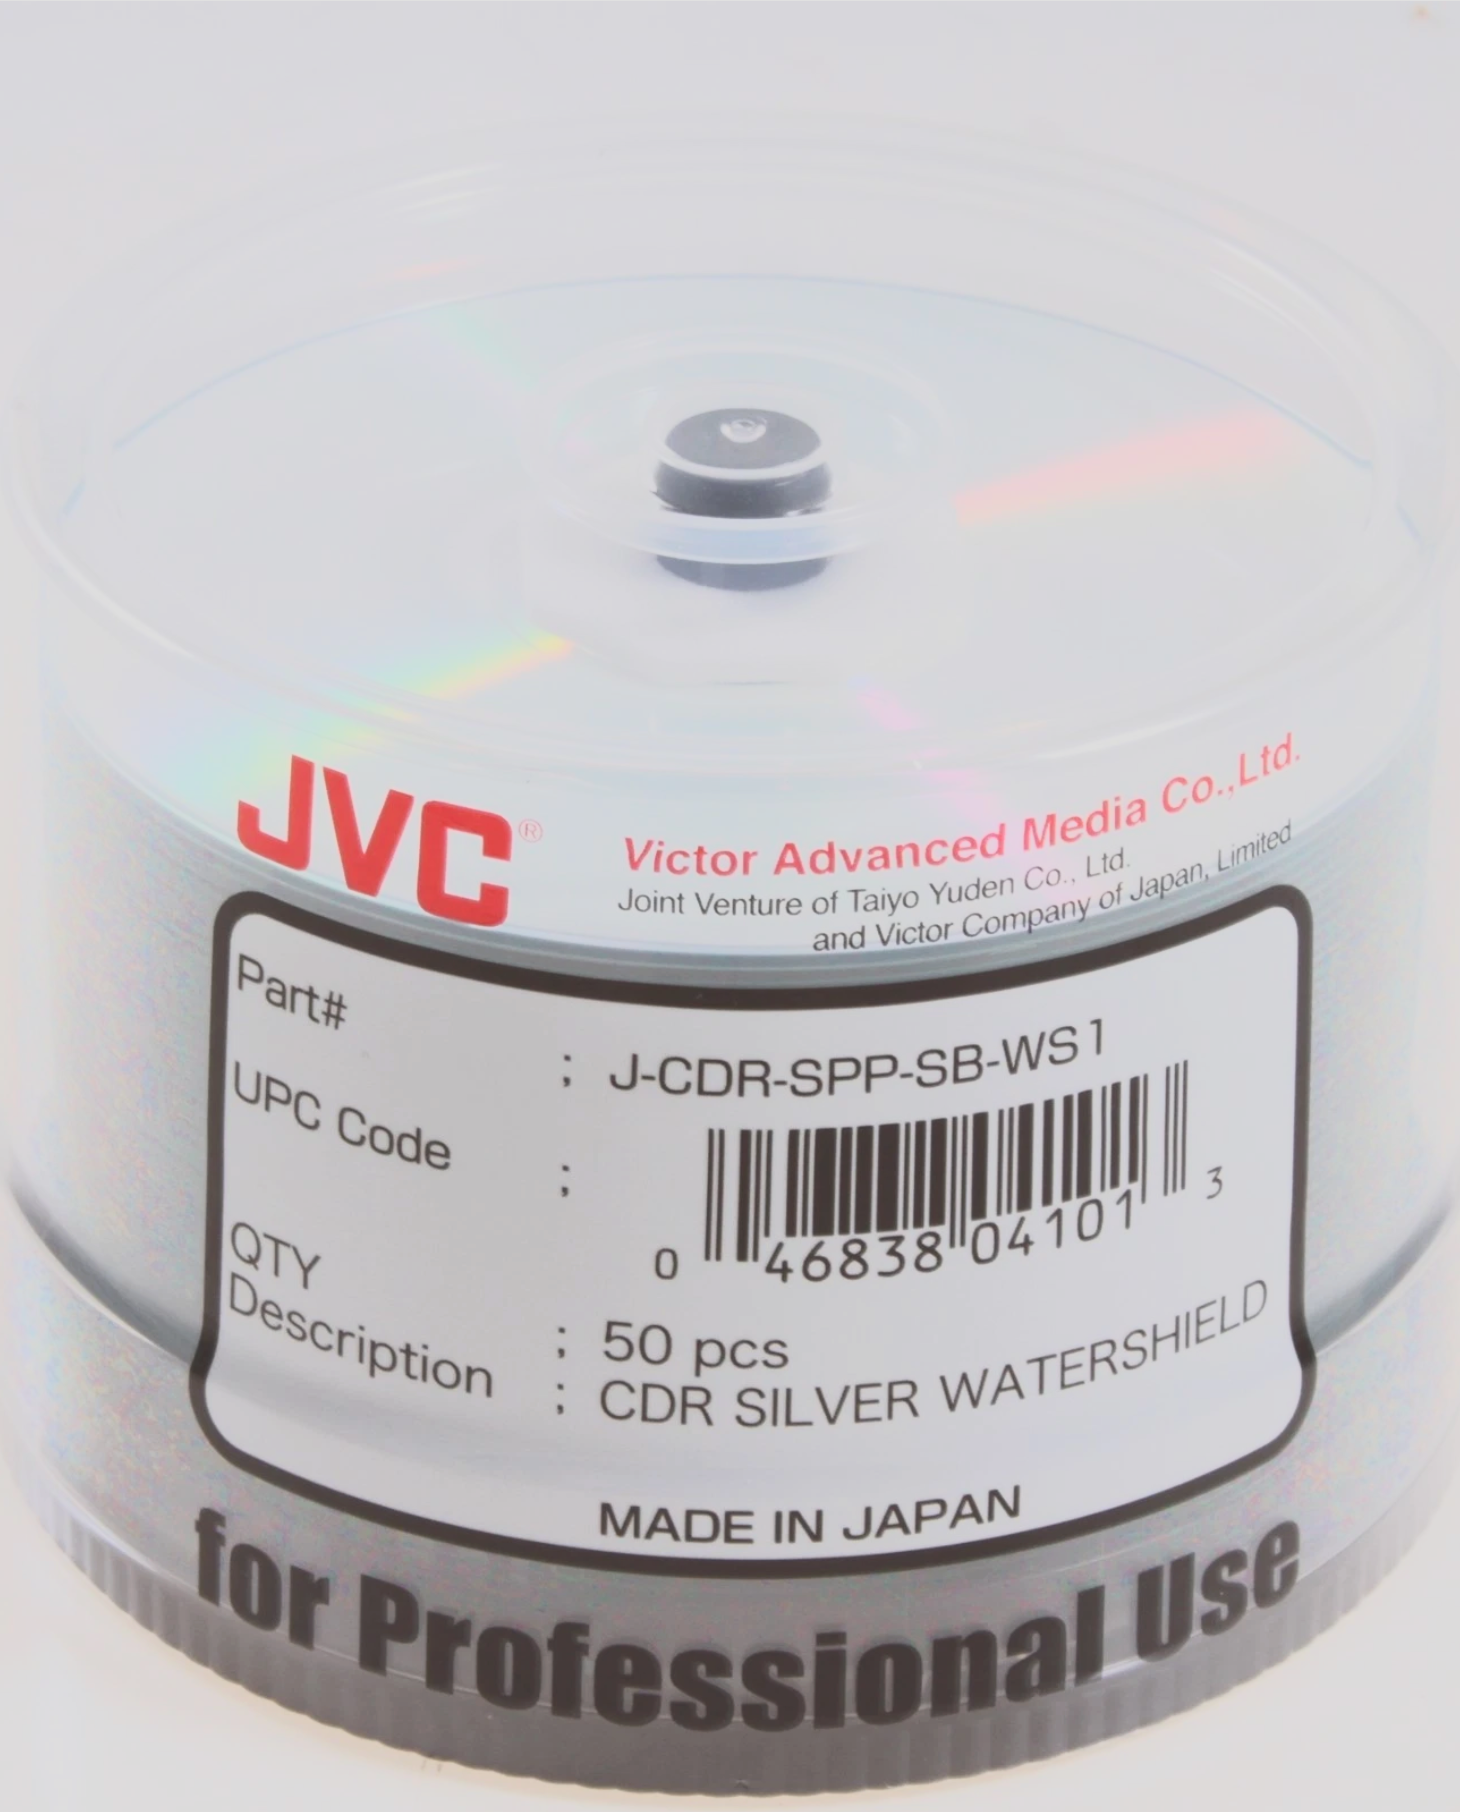 JVC®
Victor Advanced Media Co.,Ltd.
Joint Venture of Taiyo Yuden Co., Ltd.
and Victor Company of Japan, Limited
Part# ; J-CDR-SPP-SB-WS1
UPC Code ;
0 46838 04101 3
QTY ; 50 pcs
Description ; CDR SILVER WATERSHIELD
MADE IN JAPAN
for Professional Use